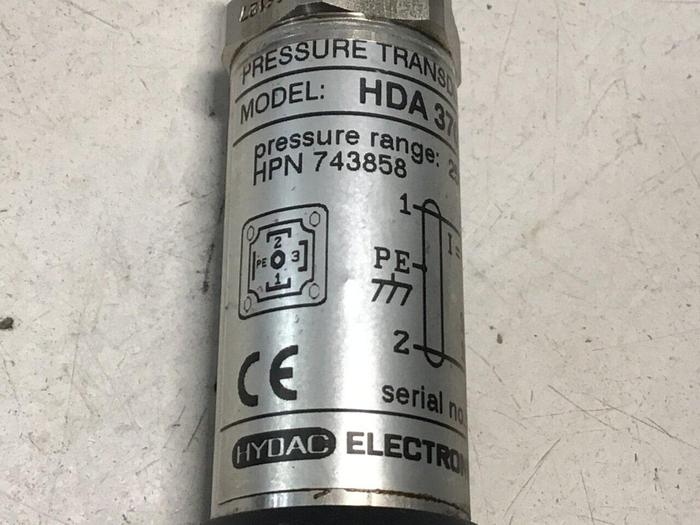 PRESSURE TRANSD
MODEL: HDA 37
pressure range: 2
HPN 743858
1
I=
2
PE 3
1
PE
2
CE
serial no.
HYDAC ELECTRON